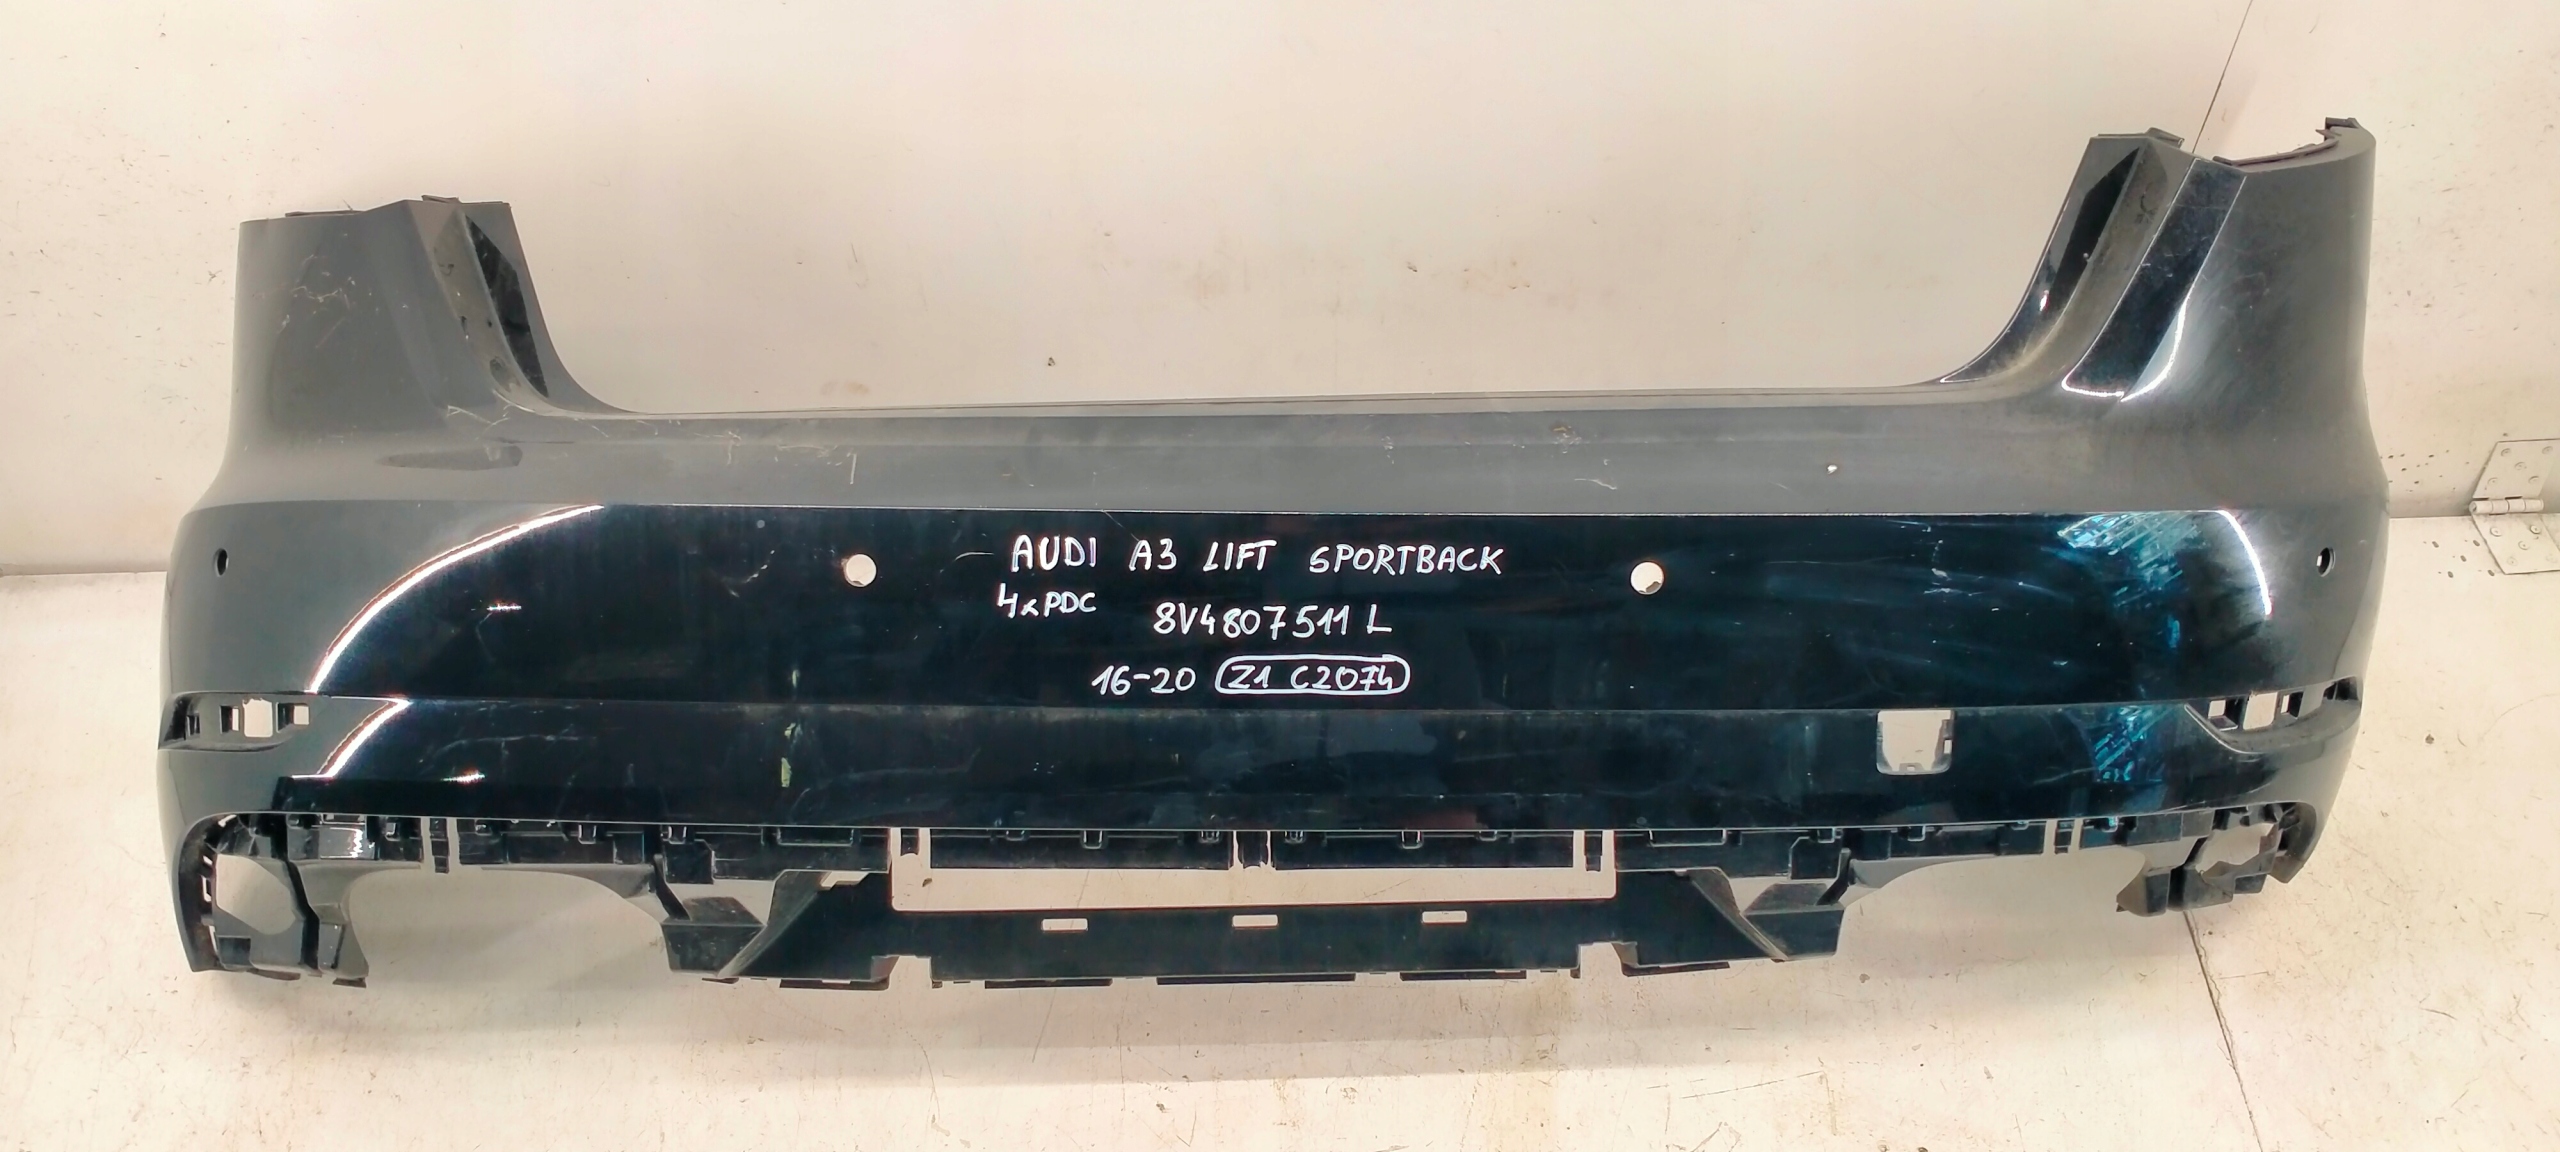 AUDI A3 LIFT SPORTBACK
4xPDC 8V4807511 L
16-20 Z1 C2074